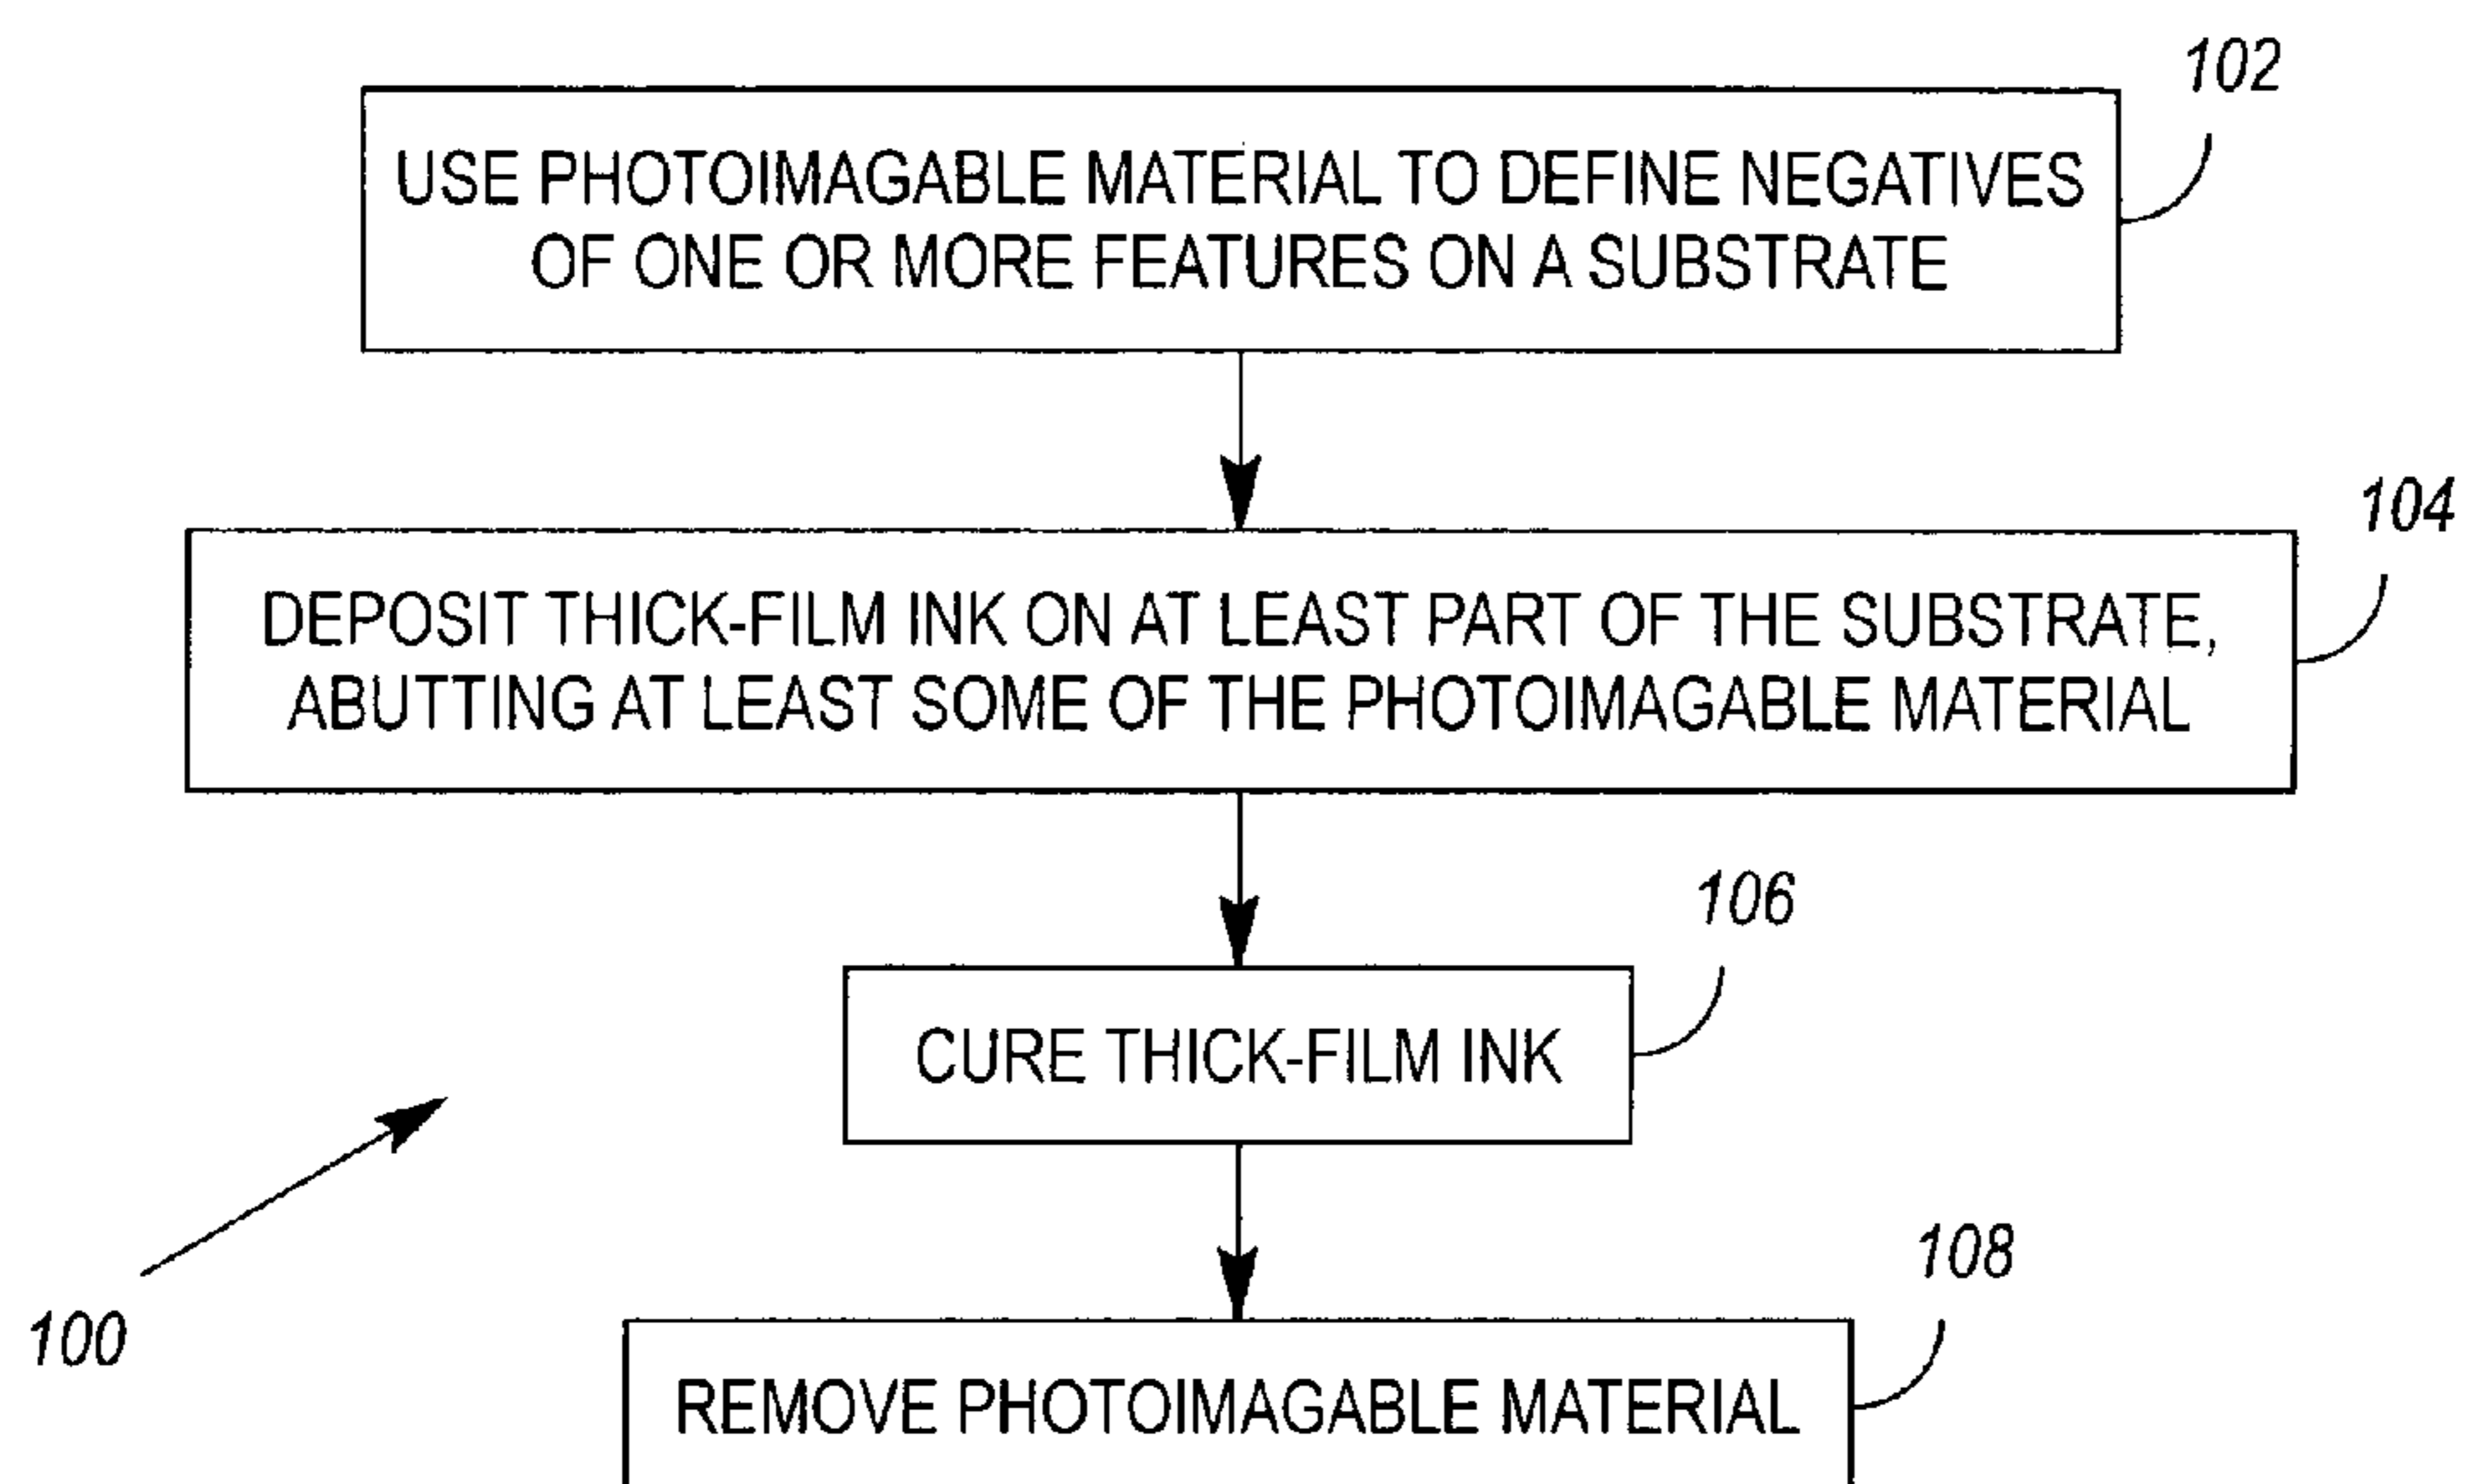 102
USE PHOTOIMAGABLE MATERIAL TO DEFINE NEGATIVES
OF ONE OR MORE FEATURES ON A SUBSTRATE
104
DEPOSIT THICK-FILM INK ON AT LEAST PART OF THE SUBSTRATE,
ABUTTING AT LEAST SOME OF THE PHOTOIMAGABLE MATERIAL
106
CURE THICK-FILM INK
108
100
REMOVE PHOTOIMAGABLE MATERIAL